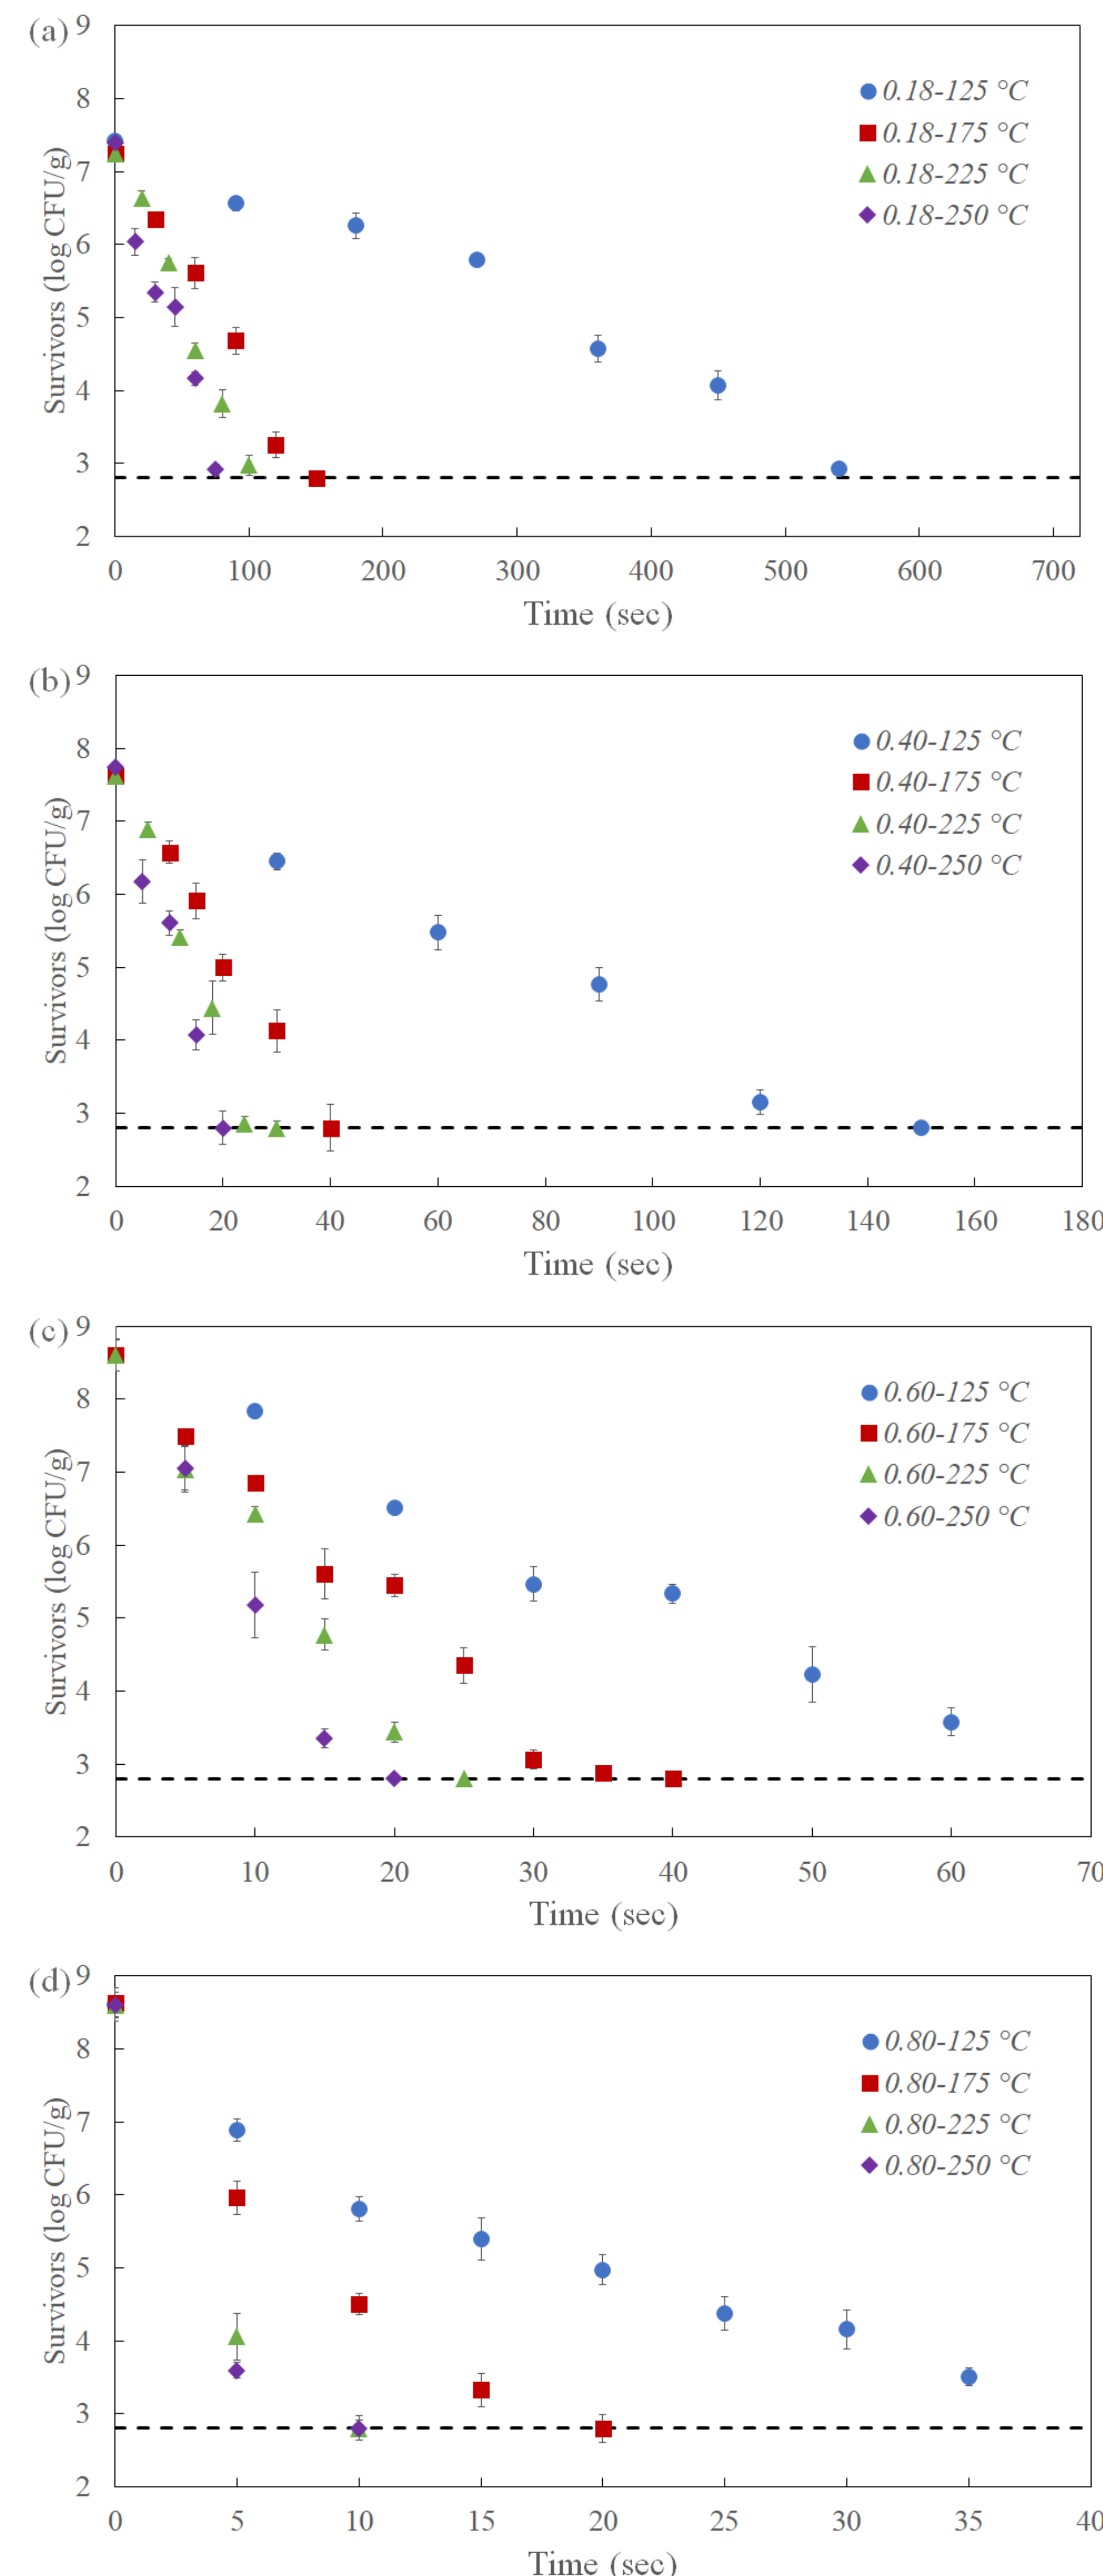 (a)
9
8
7
6
5
4
3
2
Survivors (log CFU/g)
0.18-125 °C
0.18-175 °C
0.18-225 °C
0.18-250 °C
0 100 200 300 400 500 600 700
Time (sec)
(b)
9
8
7
6
5
4
3
2
Survivors (log CFU/g)
0.40-125 °C
0.40-175 °C
0.40-225 °C
0.40-250 °C
0 20 40 60 80 100 120 140 160 180
Time (sec)
(c)
9
8
7
6
5
4
3
2
Survivors (log CFU/g)
0.60-125 °C
0.60-175 °C
0.60-225 °C
0.60-250 °C
0 10 20 30 40 50 60 70
Time (sec)
(d)
9
8
7
6
5
4
3
2
Survivors (log CFU/g)
0.80-125 °C
0.80-175 °C
0.80-225 °C
0.80-250 °C
0 5 10 15 20 25 30 35 40
Time (sec)